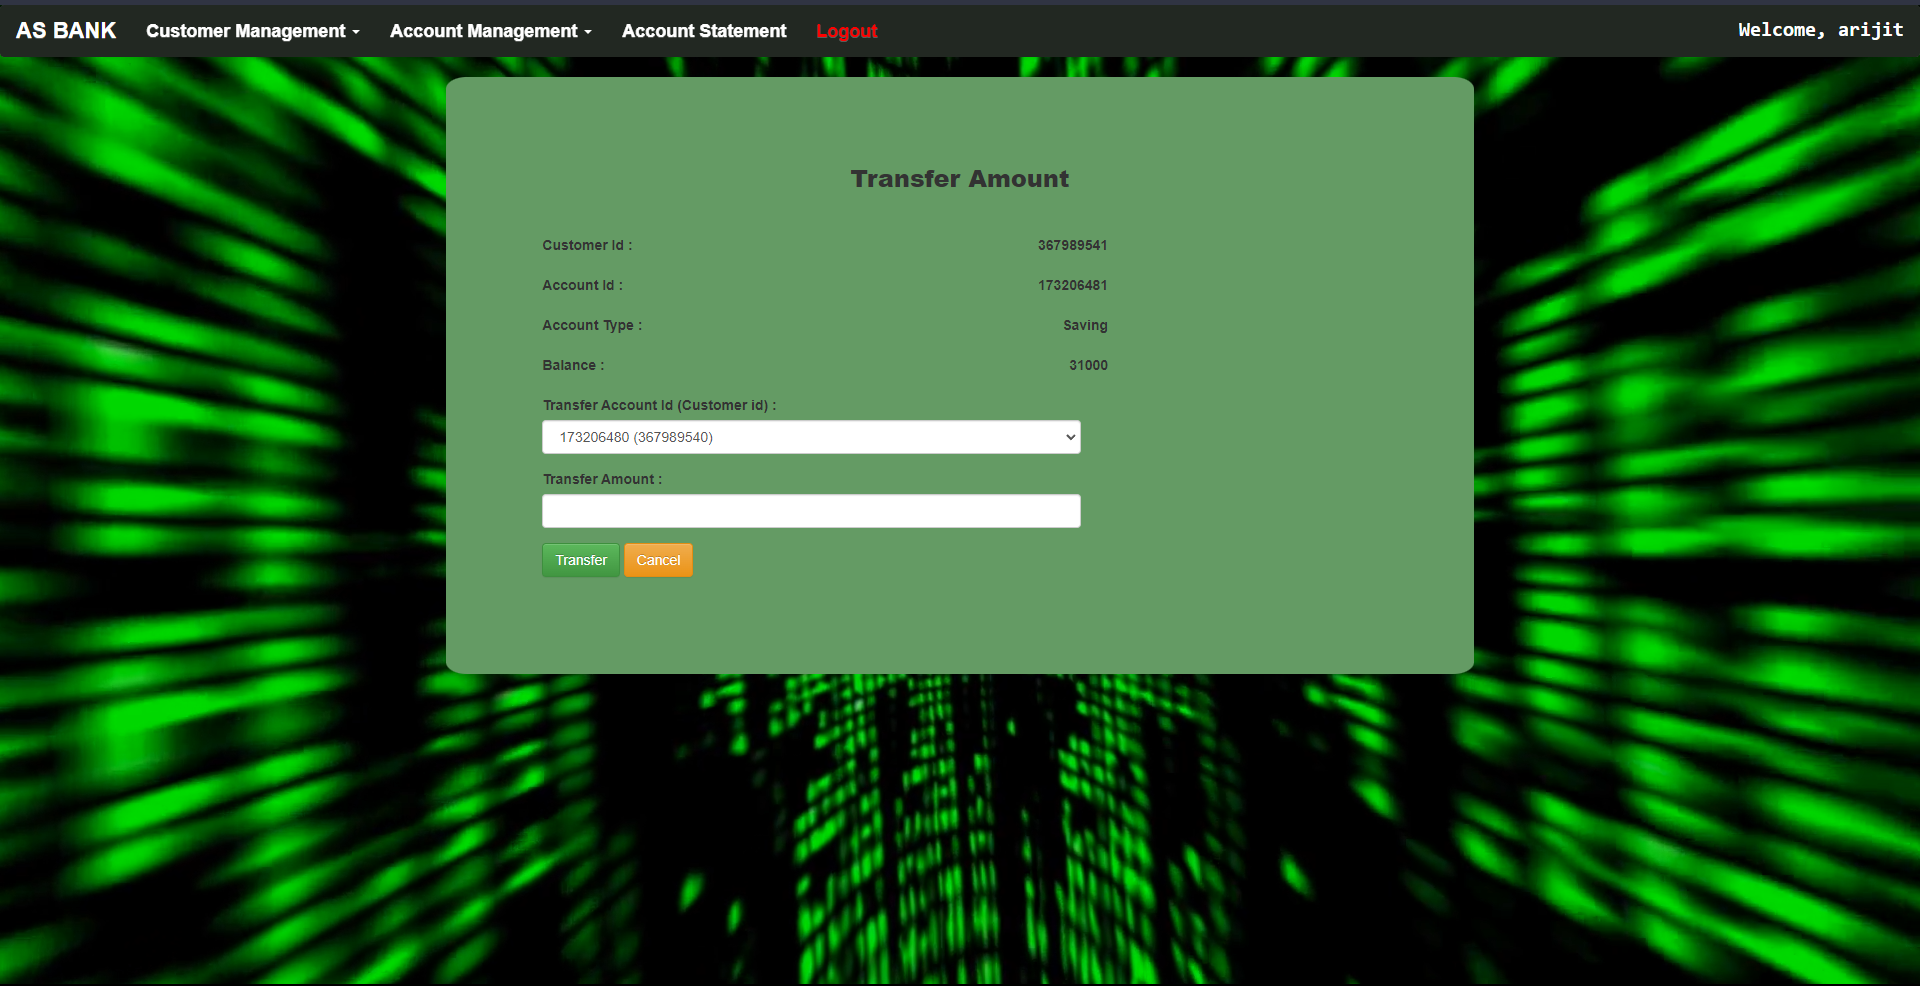 AS BANK Customer Management Account Management Account Statement Logout Welcome, arijit
Transfer Amount
Customer Id : 367989541
Account Id : 173206481
Account Type : Saving
Balance : 31000
Transfer Account Id (Customer id) :
173206480 (367989540)
Transfer Amount :
Transfer Cancel